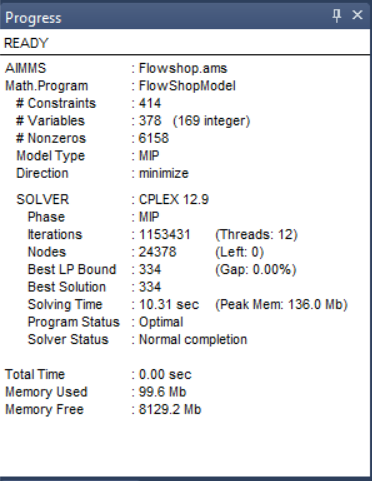 Progress
READY
AIMMS : Flowshop.ams
Math.Program : FlowShopModel
# Constraints : 414
# Variables : 378 (169 integer)
# Nonzeros : 6158
Model Type : MIP
Direction : minimize
SOLVER : CPLEX 12.9
Phase : MIP
Iterations : 1153431 (Threads: 12)
Nodes : 24378 (Left: 0)
Best LP Bound : 334 (Gap: 0.00%)
Best Solution : 334
Solving Time : 10.31 sec (Peak Mem: 136.0 Mb)
Program Status : Optimal
Solver Status : Normal completion
Total Time : 0.00 sec
Memory Used : 99.6 Mb
Memory Free : 8129.2 Mb